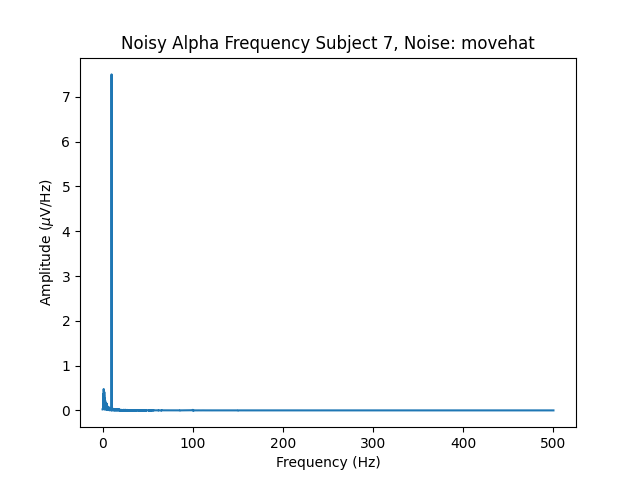 Noisy Alpha Frequency Subject 7, Noise: movehat
7
6
5
4
3
2
1
0
Amplitude (μV/Hz)
0 100 200 300 400 500
Frequency (Hz)